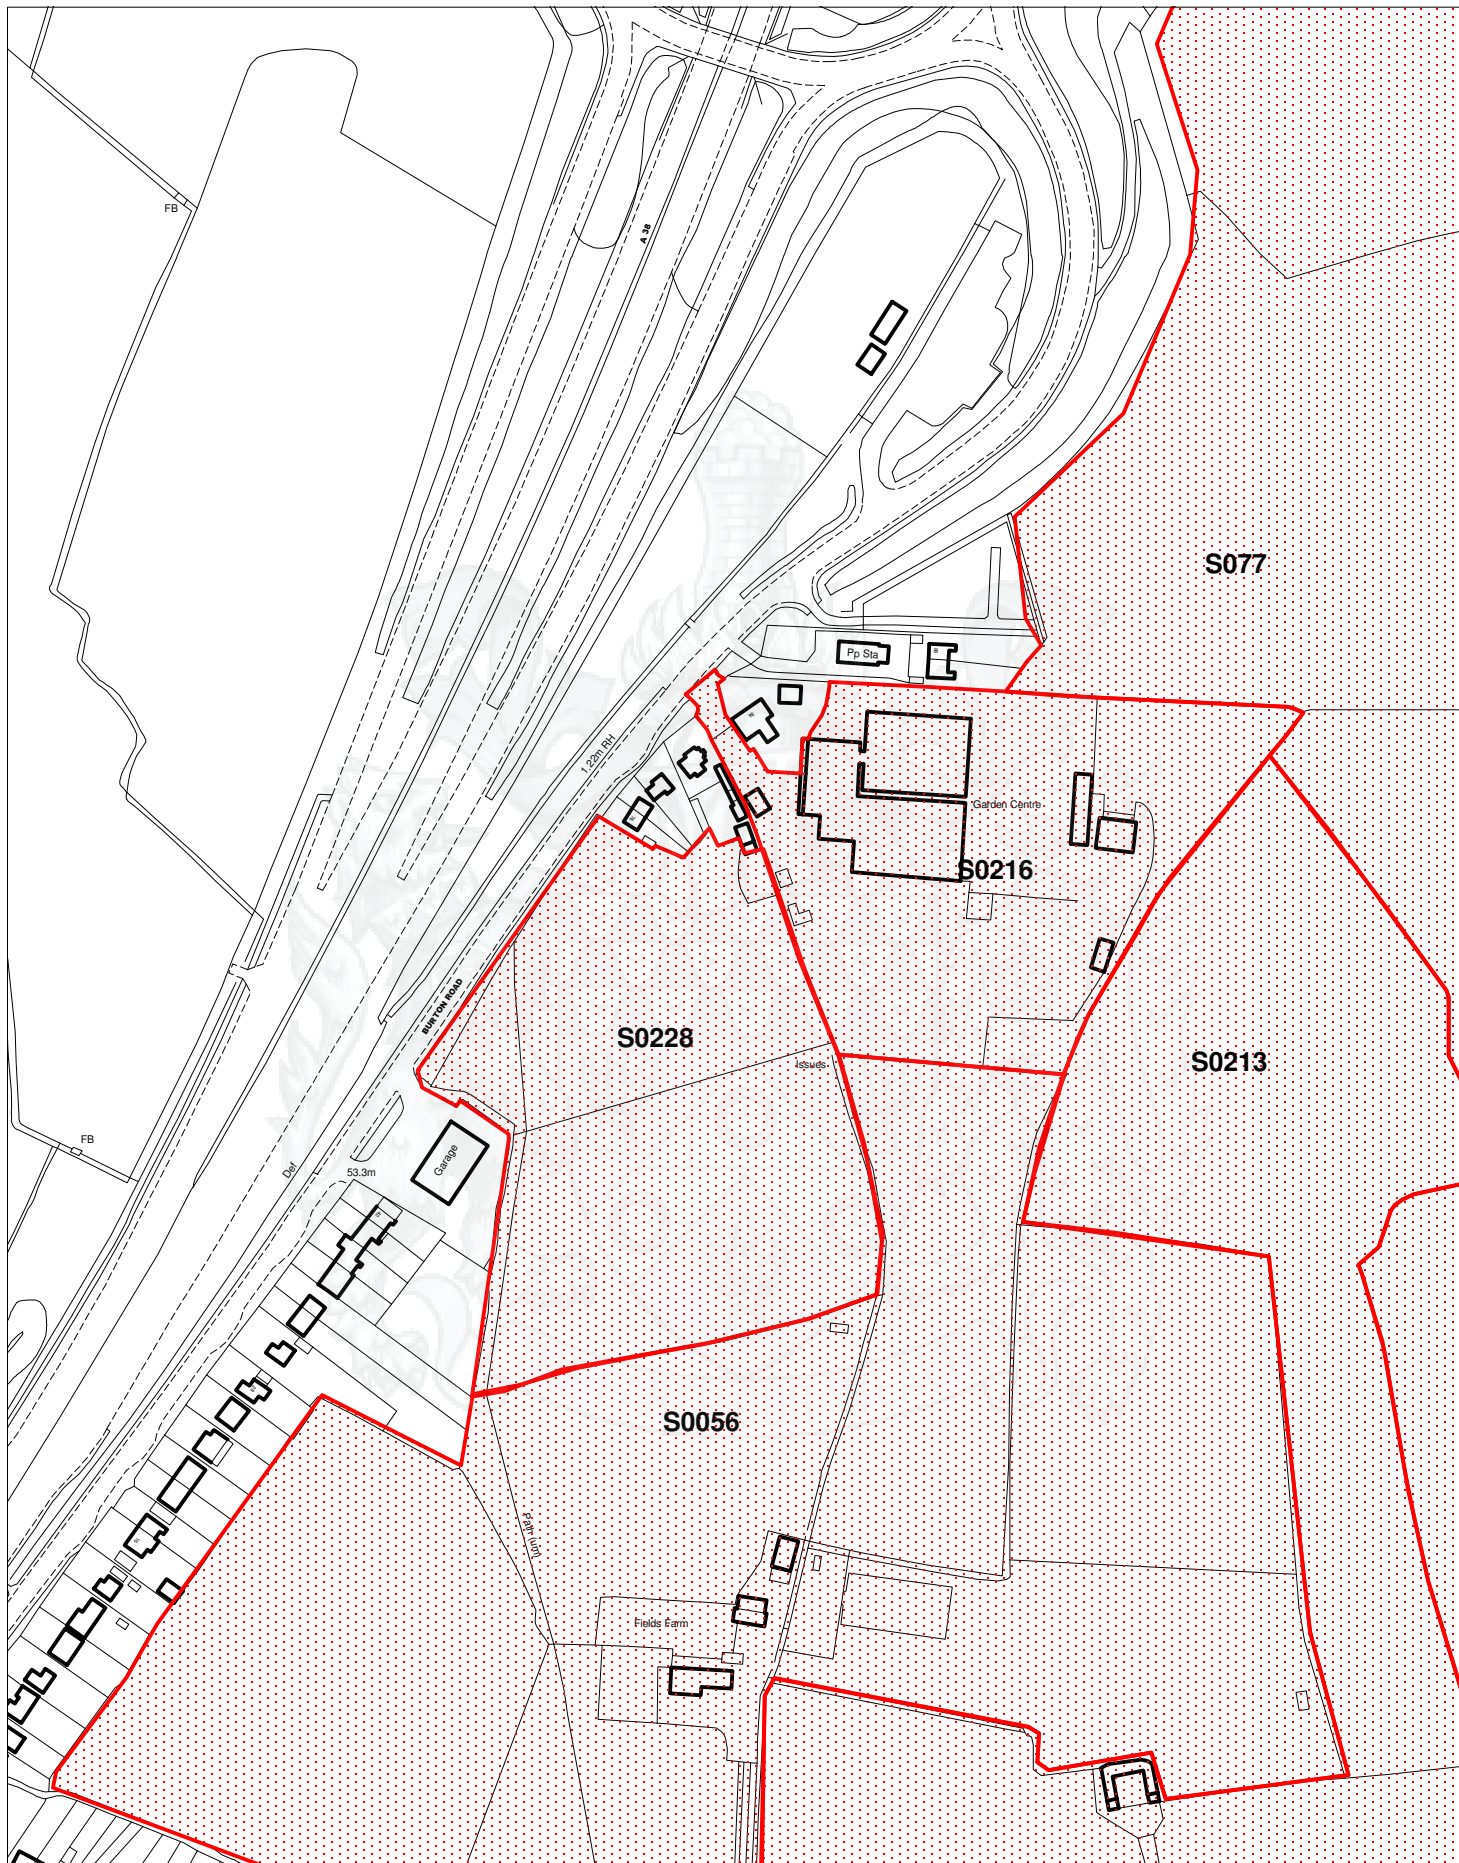 FB
A 38
S077
Pp Sta
1.22m RH
Garden Centre
S0216
BURTON ROAD
S0228
Issues
S0213
FB
Def
53.3m
Garage
S0056
Path (um)
Fields Farm